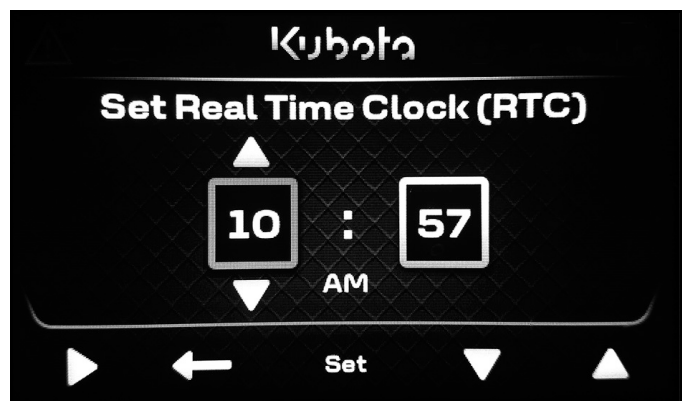 Kubota
Set Real Time Clock (RTC)
10 : 57
AM
Set